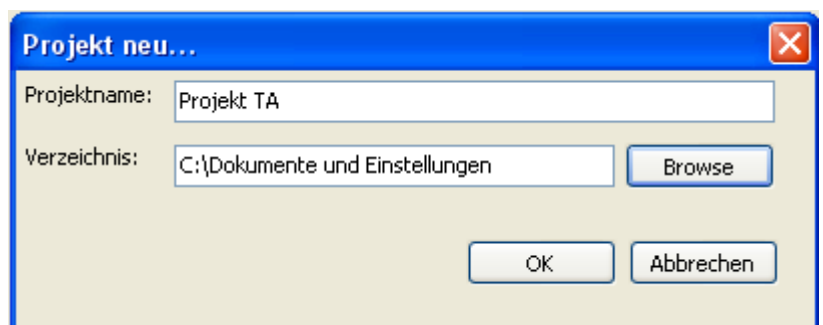 Projekt neu...
Projektname: Projekt TA
Verzeichnis: C:\Dokumente und Einstellungen Browse
OK Abbrechen